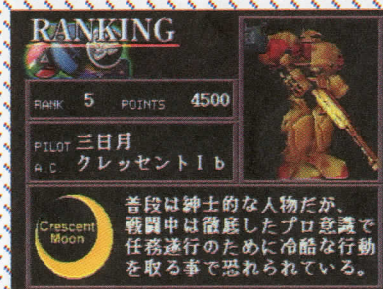 RANKING
RANK 5 POINTS 4500
PILOT 三日月
A.C クレッセントIb
Crescent
Moon
普段は紳士的な人物だが、
戦闘中は徹底したプロ意識で
任務遂行のために冷酷な行動
を取る事で恐れられている。